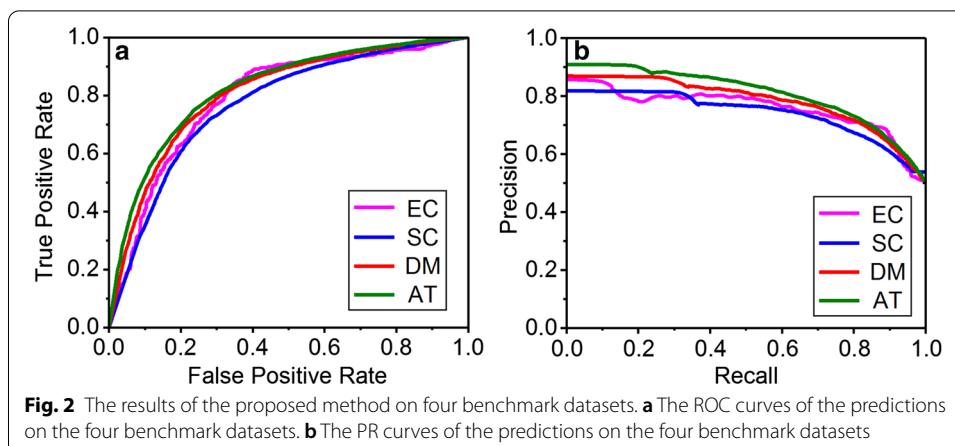 a
True Positive Rate
1.0
0.8
0.6
0.4
0.2
0.0
EC
SC
DM
AT
0.0 0.2 0.4 0.6 0.8 1.0
False Positive Rate
b
Precision
1.0
0.8
0.6
0.4
0.2
0.0
EC
SC
DM
AT
0.0 0.2 0.4 0.6 0.8 1.0
Recall
Fig. 2 The results of the proposed method on four benchmark datasets. a The ROC curves of the predictions
on the four benchmark datasets. b The PR curves of the predictions on the four benchmark datasets